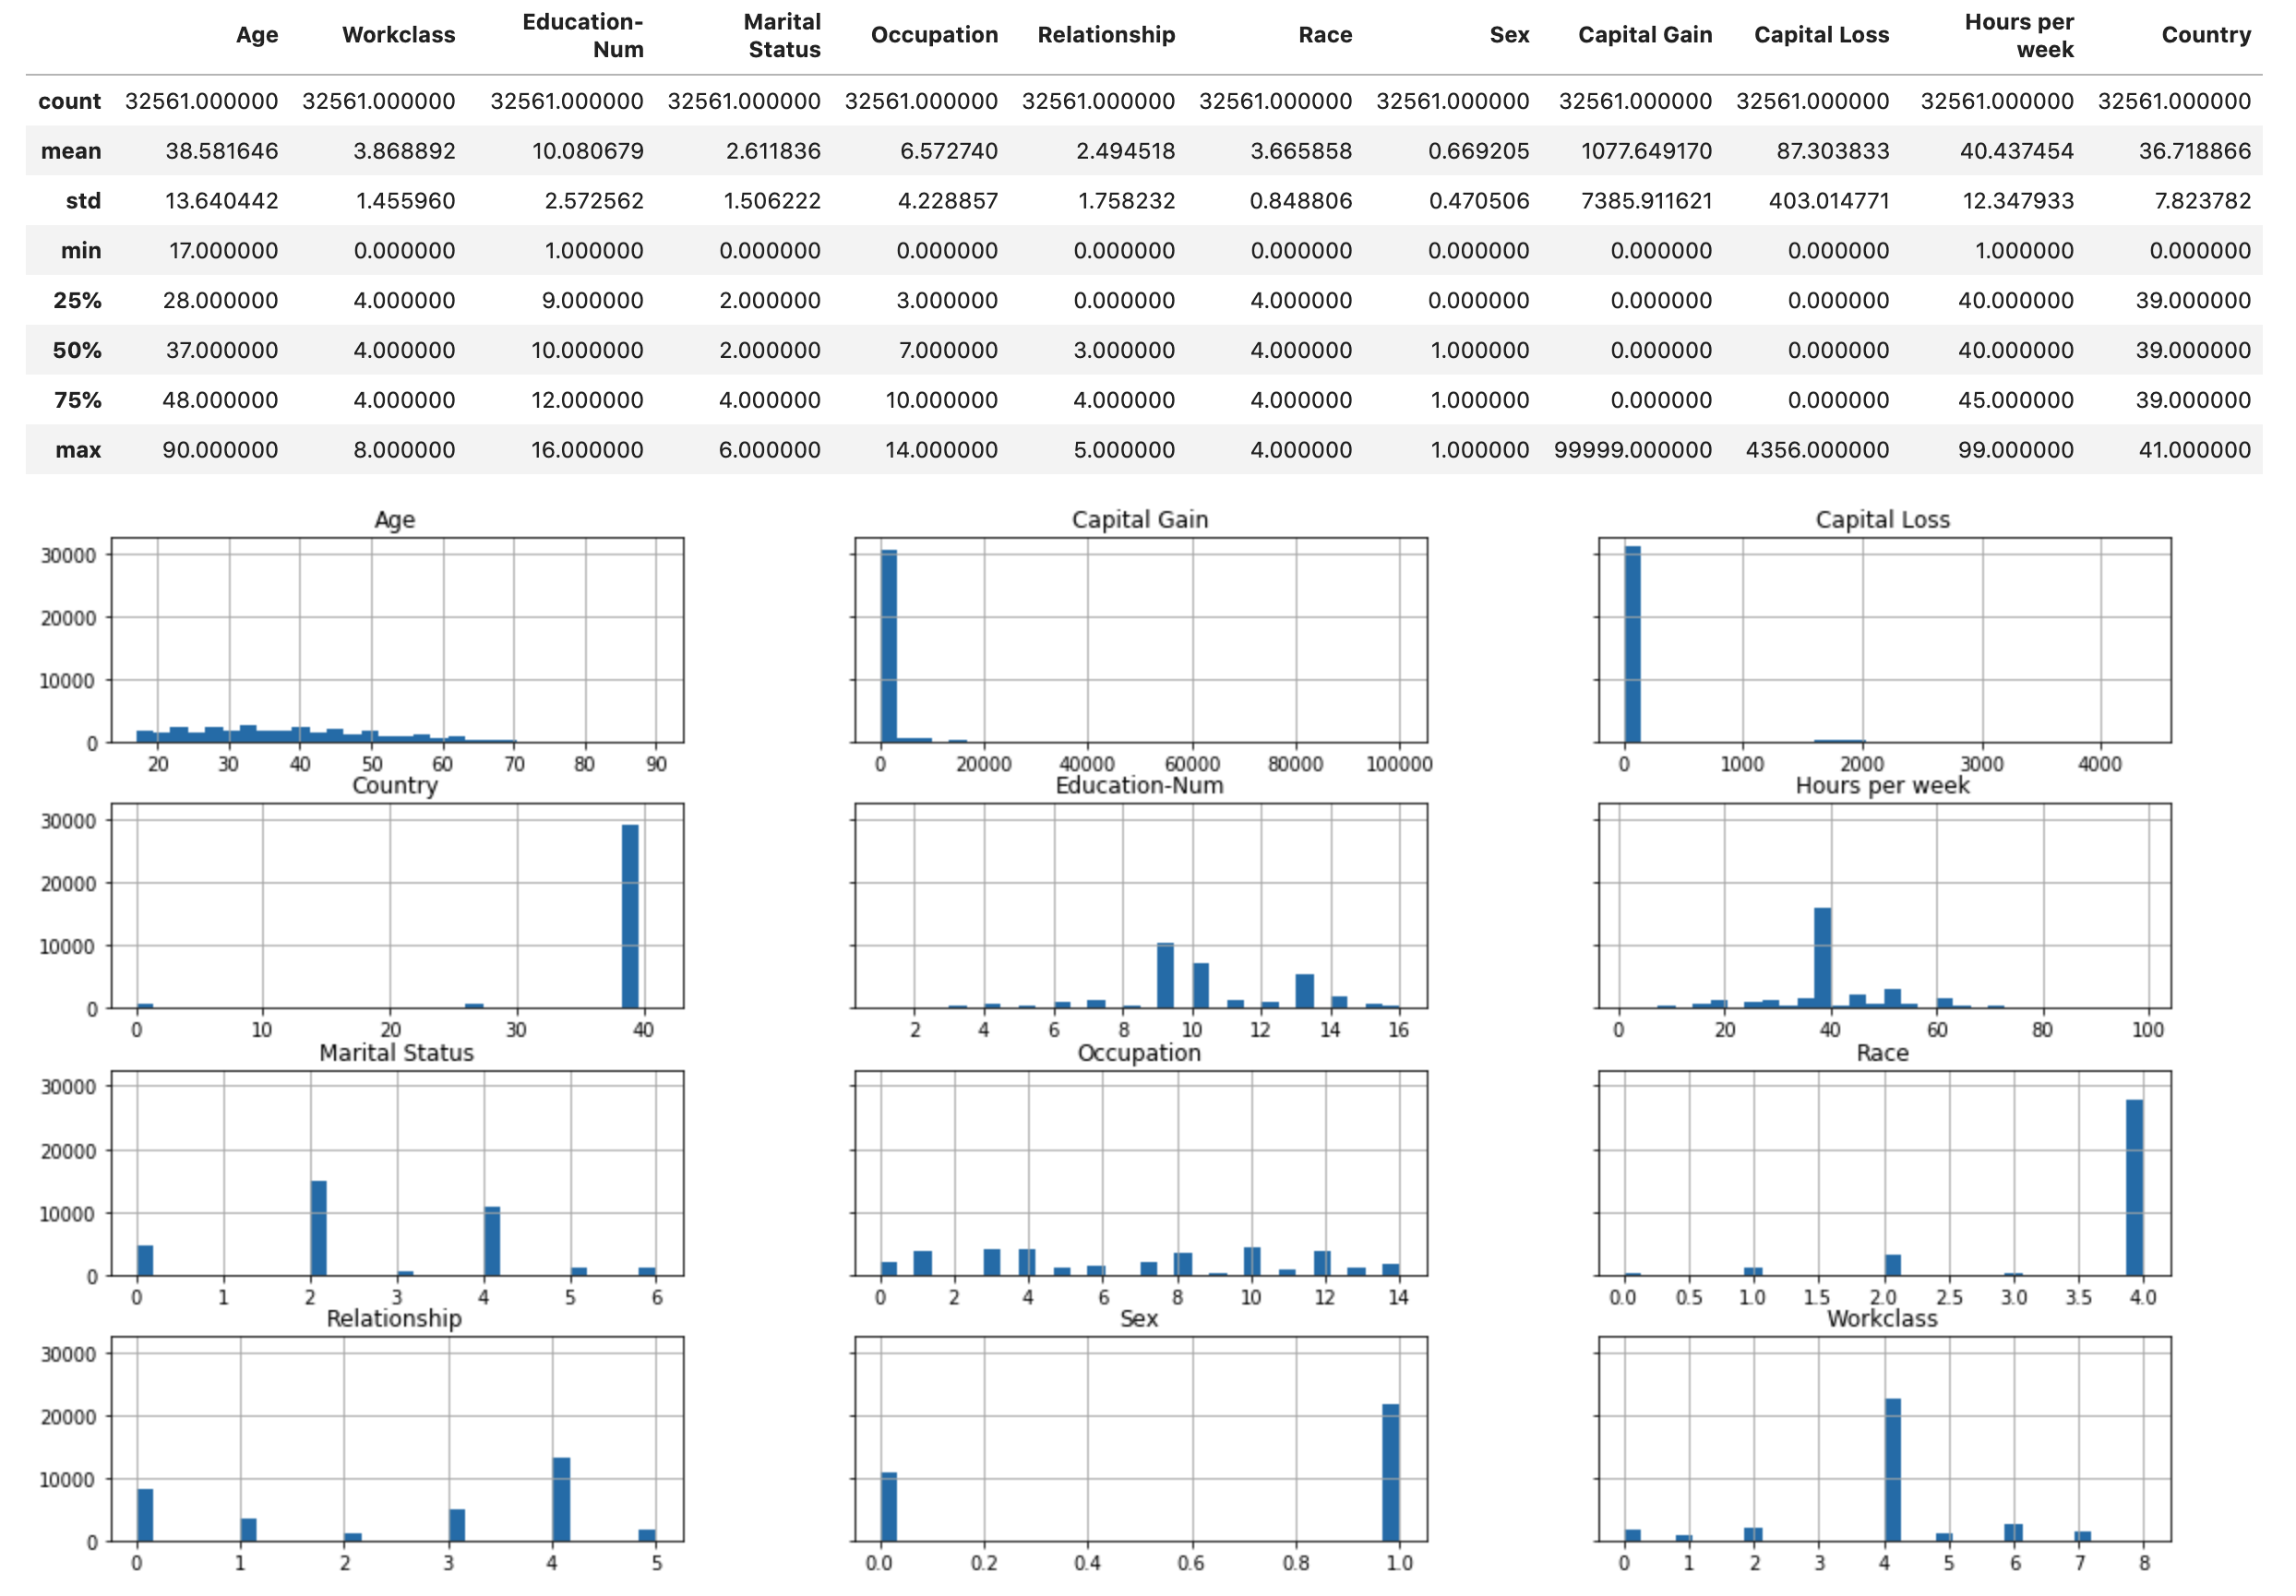 Age Workclass Education-Num Marital Status Occupation Relationship Race Sex Capital Gain Capital Loss Hours per week Country
count 32561.000000 32561.000000 32561.000000 32561.000000 32561.000000 32561.000000 32561.000000 32561.000000 32561.000000 32561.000000 32561.000000 32561.000000
mean 38.581646 3.868892 10.080679 2.611836 6.572740 2.494518 3.665858 0.669205 1077.649170 87.303833 40.437454 36.718866
std 13.640442 1.455960 2.572562 1.506222 4.228857 1.758232 0.848806 0.470506 7385.911621 403.014771 12.347933 7.823782
min 17.000000 0.000000 1.000000 0.000000 0.000000 0.000000 0.000000 0.000000 0.000000 0.000000 1.000000 0.000000
25% 28.000000 4.000000 9.000000 2.000000 3.000000 0.000000 4.000000 0.000000 0.000000 0.000000 40.000000 39.000000
50% 37.000000 4.000000 10.000000 2.000000 7.000000 3.000000 4.000000 1.000000 0.000000 0.000000 40.000000 39.000000
75% 48.000000 4.000000 12.000000 4.000000 10.000000 4.000000 4.000000 1.000000 0.000000 0.000000 45.000000 39.000000
max 90.000000 8.000000 16.000000 6.000000 14.000000 5.000000 4.000000 1.000000 99999.000000 4356.000000 99.000000 41.000000
Age Capital Gain Capital Loss
30000
20000
10000
0
20 30 40 50 60 70 80 90 0 20000 40000 60000 80000 100000 0 1000 2000 3000 4000
Country Education-Num Hours per week
30000
20000
10000
0
0 10 20 30 40 2 4 6 8 10 12 14 16 0 20 40 60 80 100
Marital Status Occupation Race
30000
20000
10000
0
0 1 2 3 4 5 6 0 2 4 6 8 10 12 14 0.0 0.5 1.0 1.5 2.0 2.5 3.0 3.5 4.0
Relationship Sex Workclass
30000
20000
10000
0
0 1 2 3 4 5 0.0 0.2 0.4 0.6 0.8 1.0 0 1 2 3 4 5 6 7 8